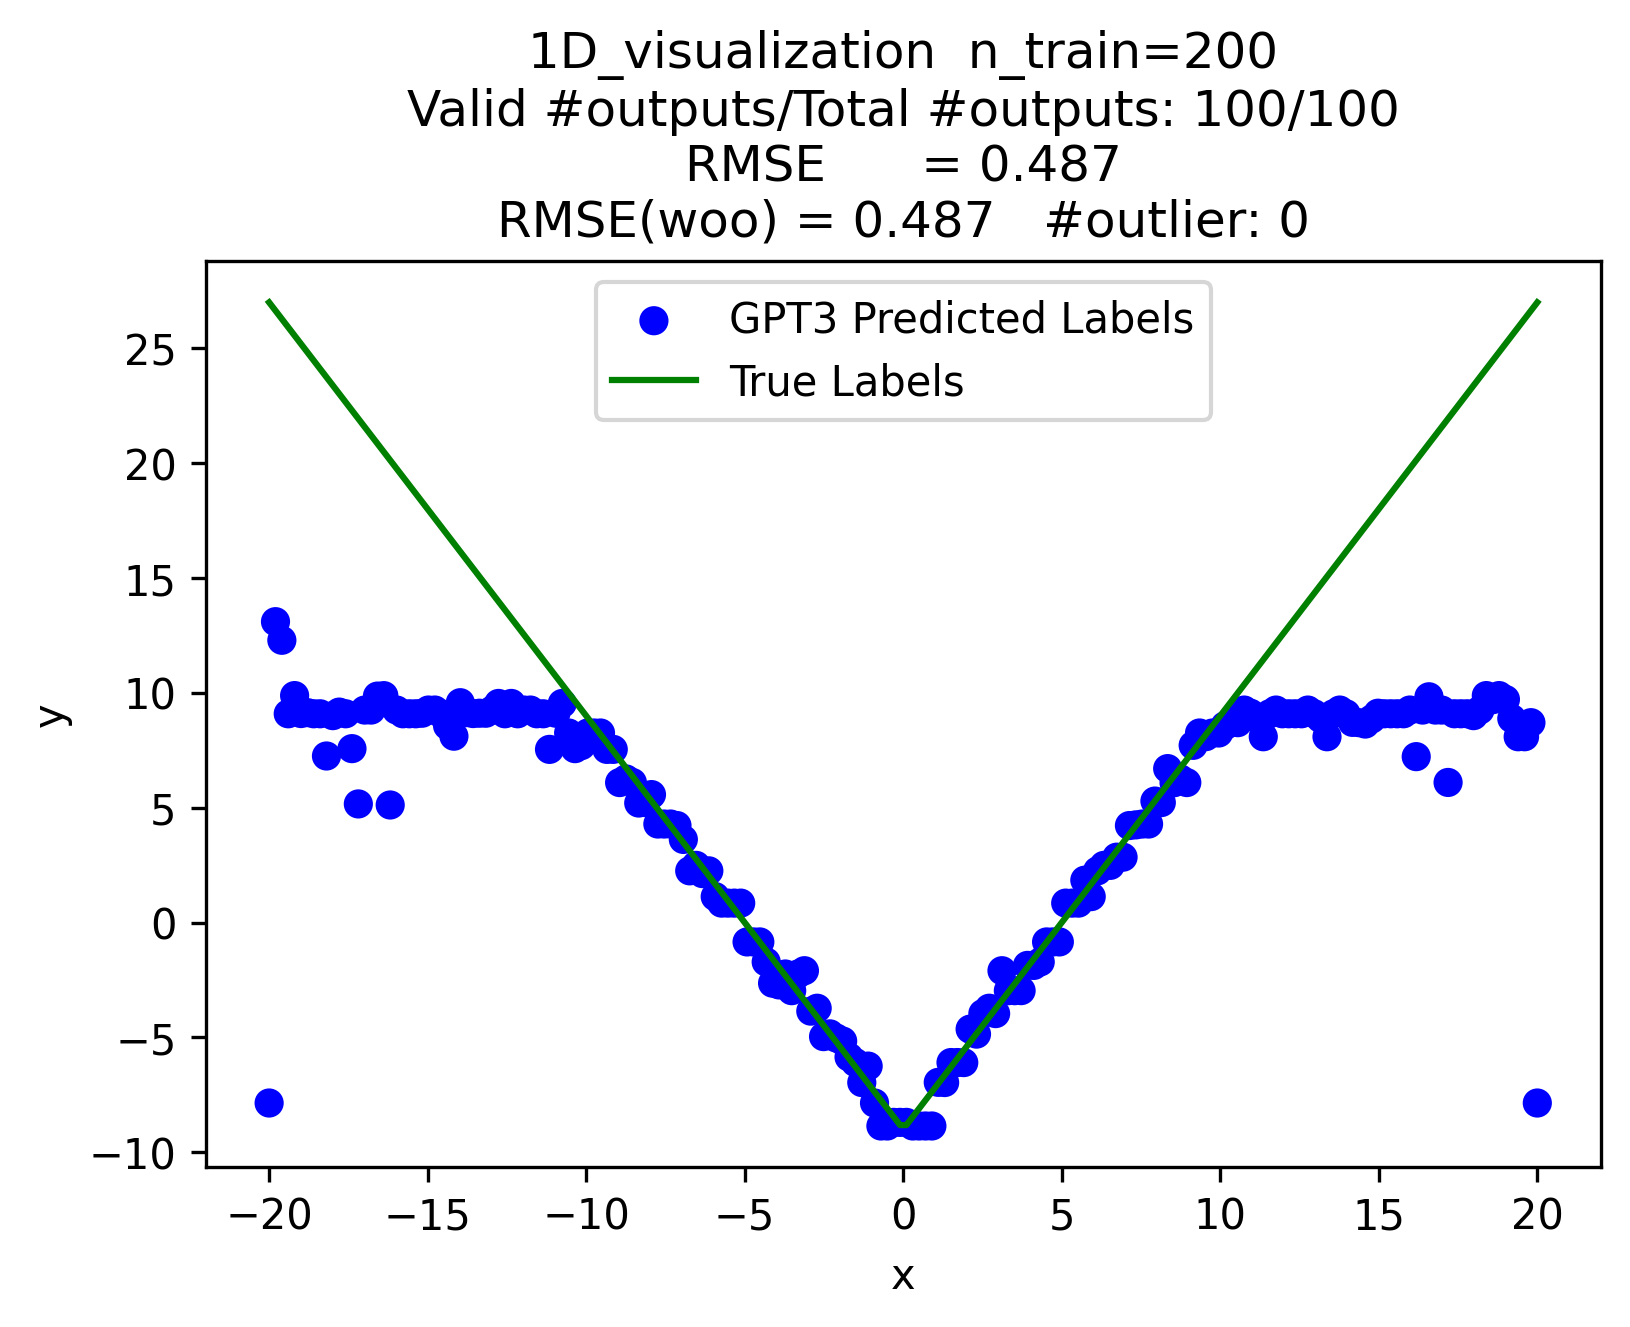 1D_visualization  n_train=200
Valid #outputs/Total #outputs: 100/100
RMSE      = 0.487
RMSE(woo) = 0.487   #outlier: 0
GPT3 Predicted Labels
True Labels
25
20
15
10
5
0
−5
−10
y
−20 −15 −10 −5 0 5 10 15 20
x